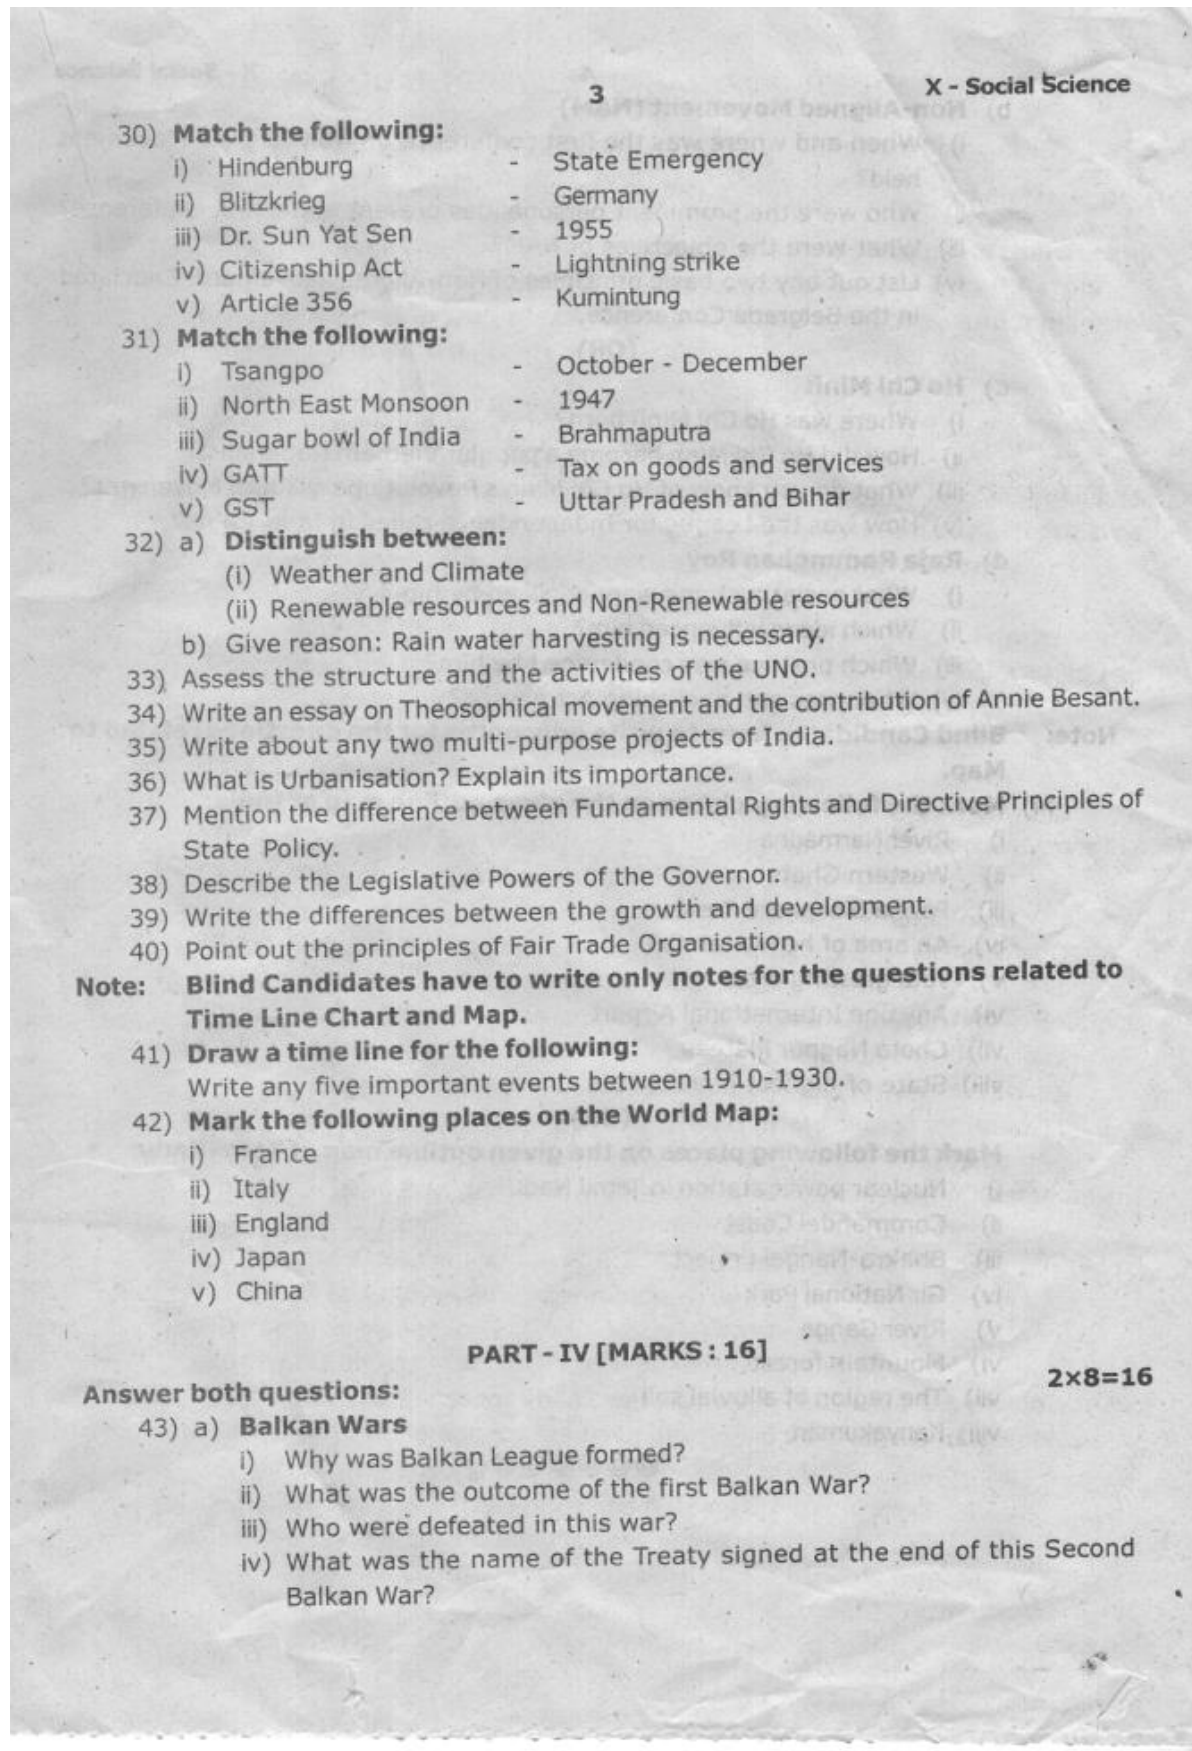 3
X - Social Science
30) Match the following:
i) Hindenburg - State Emergency
ii) Blitzkrieg - Germany
iii) Dr. Sun Yat Sen - 1955
iv) Citizenship Act - Lightning strike
v) Article 356 - Kumintung
31) Match the following:
i) Tsangpo - October - December
ii) North East Monsoon - 1947
iii) Sugar bowl of India - Brahmaputra
iv) GATT - Tax on goods and services
v) GST - Uttar Pradesh and Bihar
32) a) Distinguish between:
(i) Weather and Climate
(ii) Renewable resources and Non-Renewable resources
b) Give reason: Rain water harvesting is necessary.
33) Assess the structure and the activities of the UNO.
34) Write an essay on Theosophical movement and the contribution of Annie Besant.
35) Write about any two multi-purpose projects of India.
36) What is Urbanisation? Explain its importance.
37) Mention the difference between Fundamental Rights and Directive Principles of
State Policy.
38) Describe the Legislative Powers of the Governor.
39) Write the differences between the growth and development.
40) Point out the principles of Fair Trade Organisation.
Note: Blind Candidates have to write only notes for the questions related to
Time Line Chart and Map.
41) Draw a time line for the following:
Write any five important events between 1910-1930.
42) Mark the following places on the World Map:
i) France
ii) Italy
iii) England
iv) Japan
v) China
PART - IV [MARKS : 16]
Answer both questions: 2×8=16
43) a) Balkan Wars
i) Why was Balkan League formed?
ii) What was the outcome of the first Balkan War?
iii) Who were defeated in this war?
iv) What was the name of the Treaty signed at the end of this Second
Balkan War?